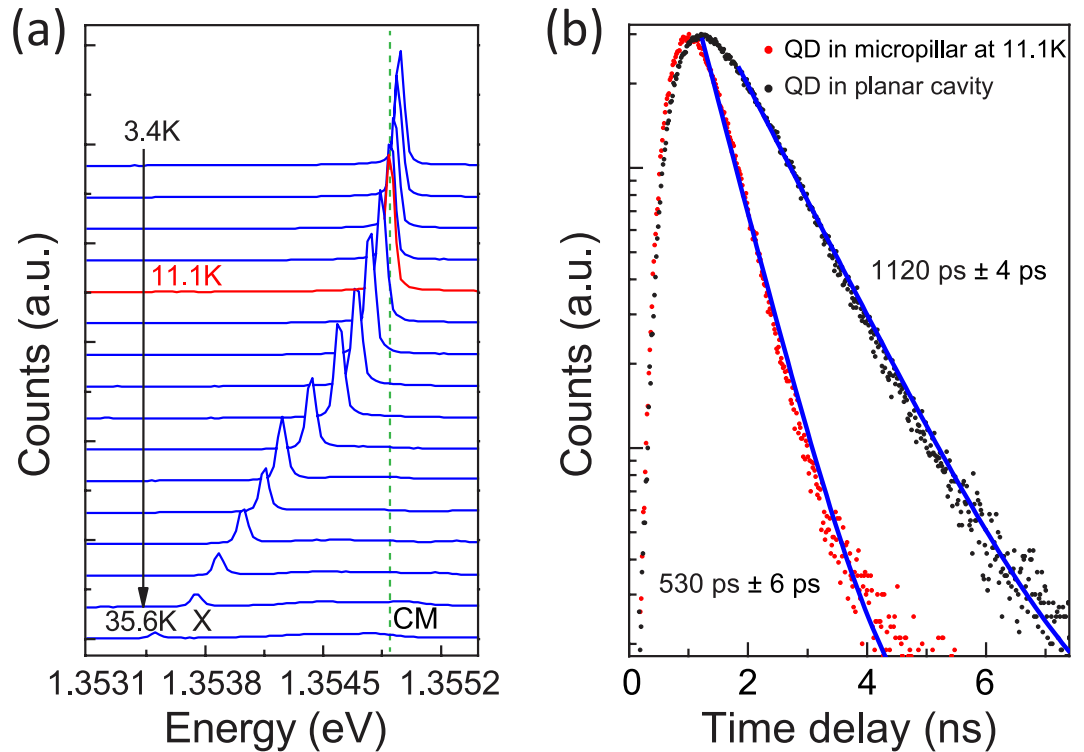 (a)
3.4K
11.1K
35.6K X
CM
Counts (a.u.)
1.3531 1.3538 1.3545 1.3552
Energy (eV)
(b)
QD in micropillar at 11.1K
QD in planar cavity
1120 ps ± 4 ps
530 ps ± 6 ps
Counts (a.u.)
0 2 4 6
Time delay (ns)